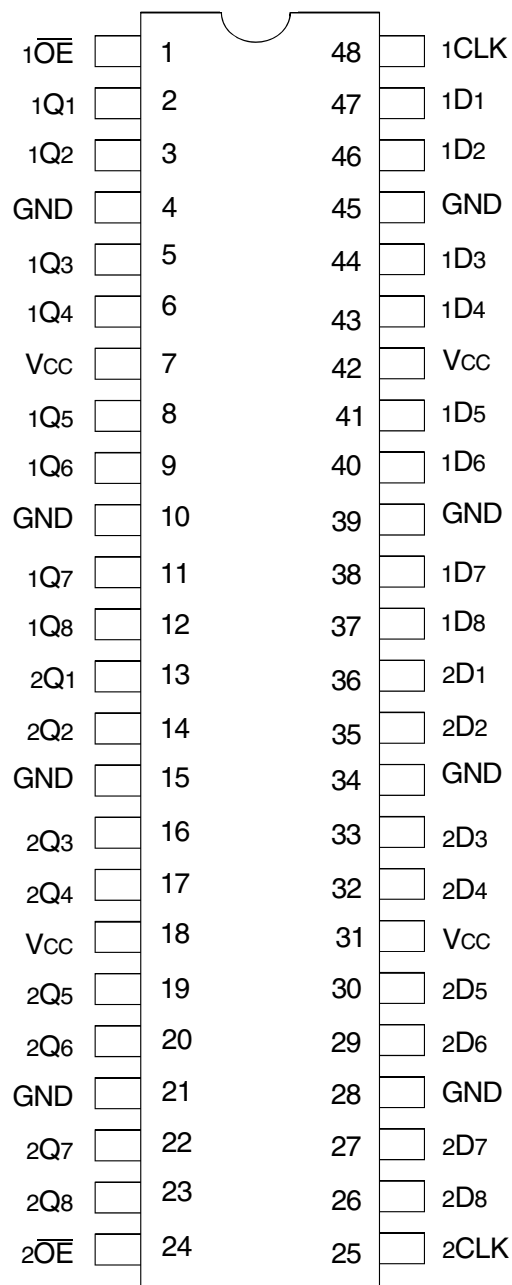 1O̅E̅ 1 48 1CLK
1Q1 2 47 1D1
1Q2 3 46 1D2
GND 4 45 GND
1Q3 5 44 1D3
1Q4 6 43 1D4
VCC 7 42 VCC
1Q5 8 41 1D5
1Q6 9 40 1D6
GND 10 39 GND
1Q7 11 38 1D7
1Q8 12 37 1D8
2Q1 13 36 2D1
2Q2 14 35 2D2
GND 15 34 GND
2Q3 16 33 2D3
2Q4 17 32 2D4
VCC 18 31 VCC
2Q5 19 30 2D5
2Q6 20 29 2D6
GND 21 28 GND
2Q7 22 27 2D7
2Q8 23 26 2D8
2O̅E̅ 24 25 2CLK